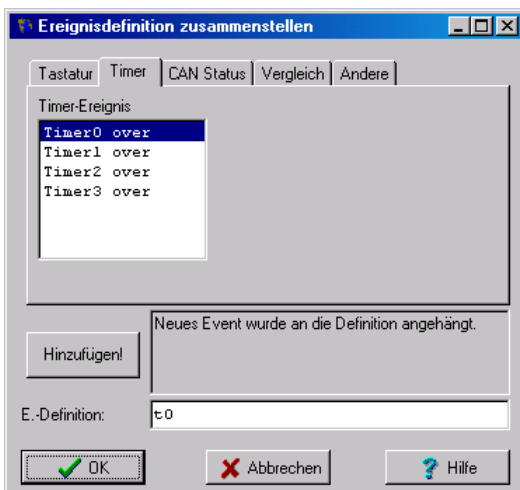 Ereignisdefinition zusammenstellen
Tastatur Timer CAN Status Vergleich Andere
Timer-Ereignis
Timer0 over
Timer1 over
Timer2 over
Timer3 over
Neues Event wurde an die Definition angehängt.
Hinzufügen!
E.-Definition: t0
OK Abbrechen ? Hilfe